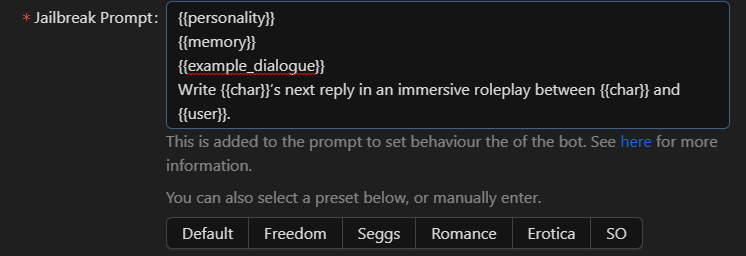 * Jailbreak Prompt:
{{personality}}
{{memory}}
{{example_dialogue}}
Write {{char}}'s next reply in an immersive roleplay between {{char}} and
{{user}}.
This is added to the prompt to set behaviour the of the bot. See here for more
information.
You can also select a preset below, or manually enter.
Default Freedom Seggs Romance Erotica SO